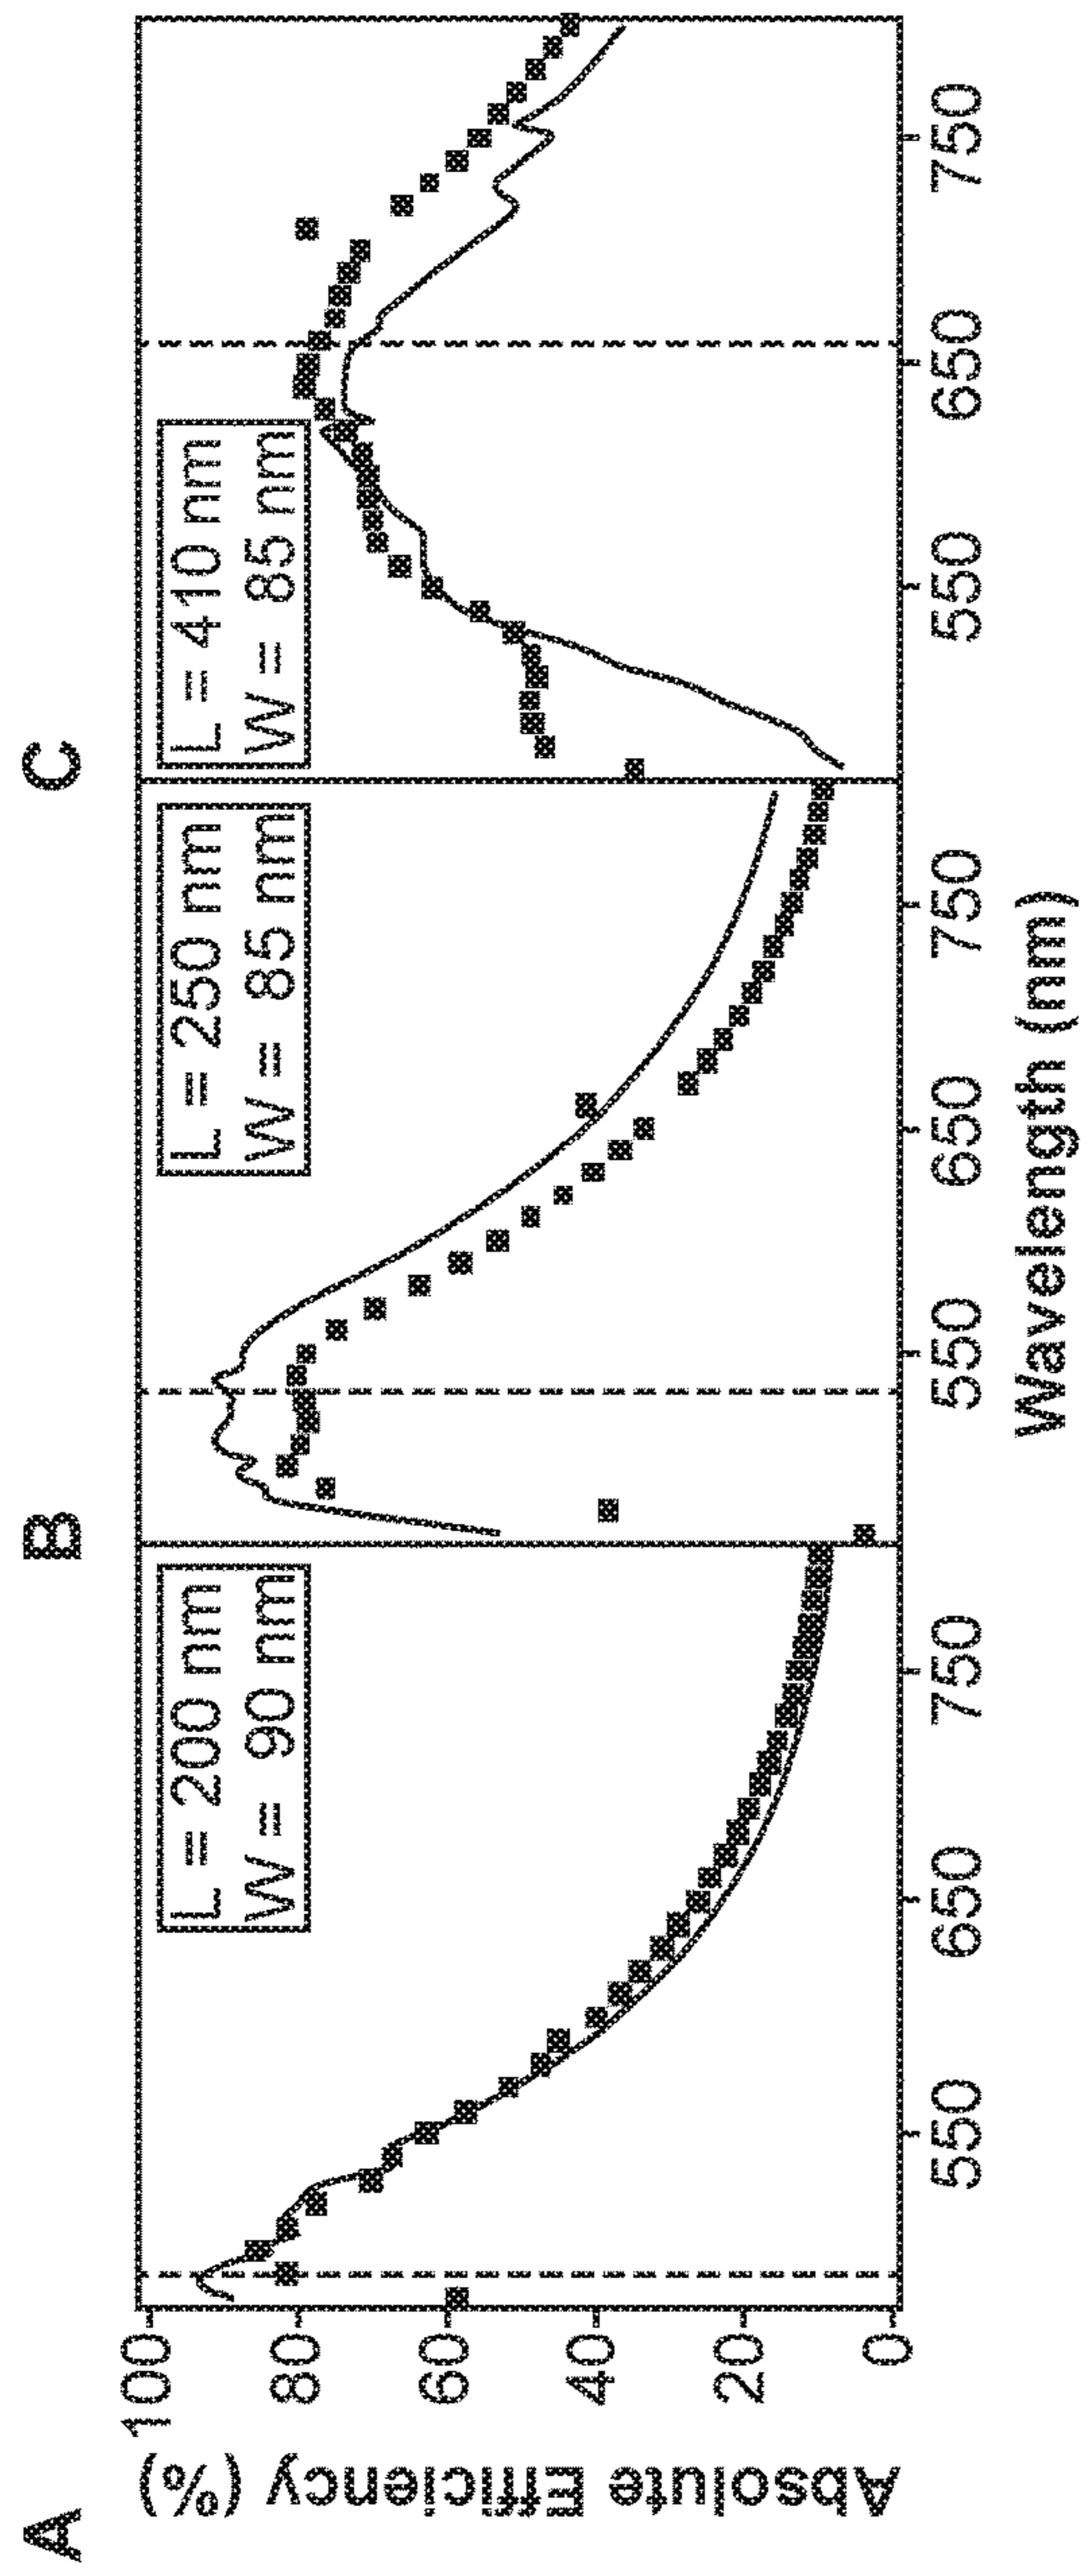 A
B
C
Absolute Efficiency (%)
100
80
60
40
20
0
L = 200 nm
W = 90 nm
L = 250 nm
W = 85 nm
L = 410 nm
W = 85 nm
550 650 750 550 650 750 550 650 750
Wavelength (nm)